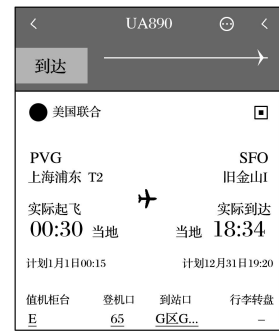 UA890
到达
美国联合
PVG SFO
上海浦东 T2 旧金山I
实际起飞 实际到达
00:30 当地 当地 18:34
计划1月1日00:15 计划12月31日19:20
值机柜台 登机口 到站口 行李转盘
E 65 G区G... –